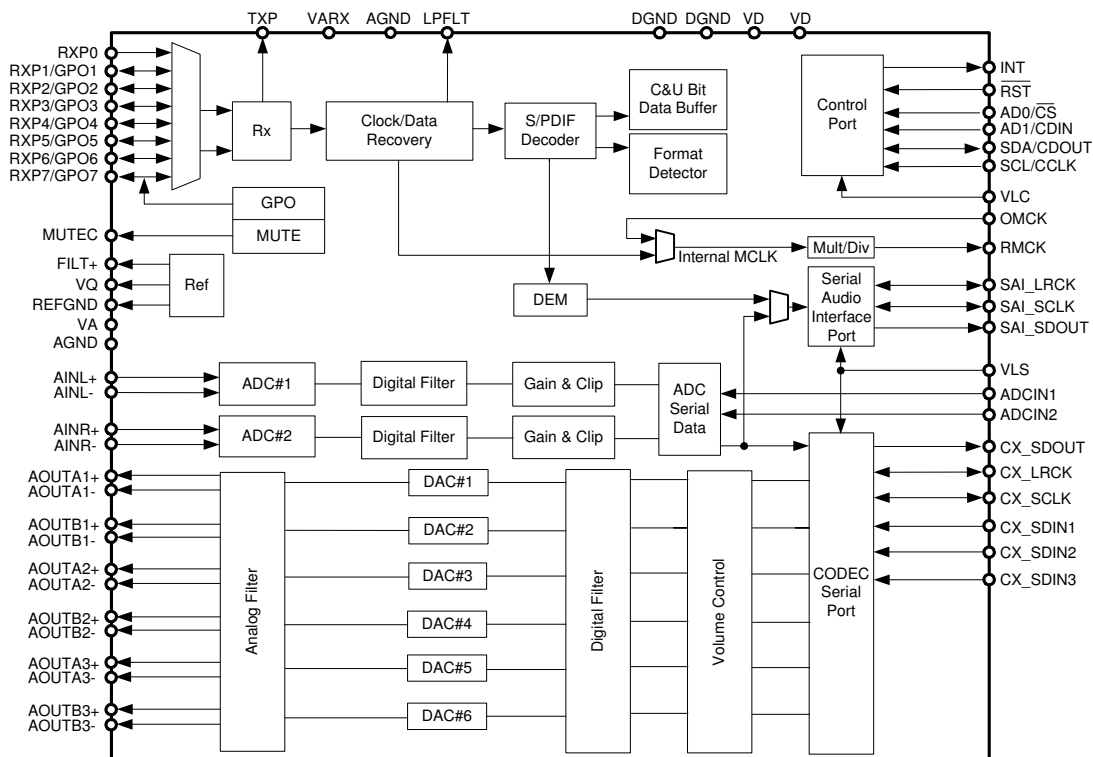 TXP VARX AGND LPFLT DGND DGND VD VD
RXP0
RXP1/GPO1
RXP2/GPO2
RXP3/GPO3
RXP4/GPO4
RXP5/GPO5
RXP6/GPO6
RXP7/GPO7
MUTEC
FILT+
VQ
REFGND
VA
AGND
AINL+
AINL-
AINR+
AINR-
AOUTA1+
AOUTA1-
AOUTB1+
AOUTB1-
AOUTA2+
AOUTA2-
AOUTB2+
AOUTB2-
AOUTA3+
AOUTA3-
AOUTB3+
AOUTB3-
Rx
Clock/Data
Recovery
S/PDIF
Decoder
C&U Bit
Data Buffer
Format
Detector
Control
Port
GPO
MUTE
Ref
Internal MCLK
Mult/Div
DEM
Serial
Audio
Interface
Port
ADC#1
Digital Filter
Gain & Clip
ADC#2
Digital Filter
Gain & Clip
ADC
Serial
Data
Analog Filter
DAC#1
DAC#2
DAC#3
DAC#4
DAC#5
DAC#6
Digital Filter
Volume Control
CODEC
Serial
Port
INT
RST
AD0/CS
AD1/CDIN
SDA/CDOUT
SCL/CCLK
VLC
OMCK
RMCK
SAI_LRCK
SAI_SCLK
SAI_SDOUT
VLS
ADCIN1
ADCIN2
CX_SDOUT
CX_LRCK
CX_SCLK
CX_SDIN1
CX_SDIN2
CX_SDIN3